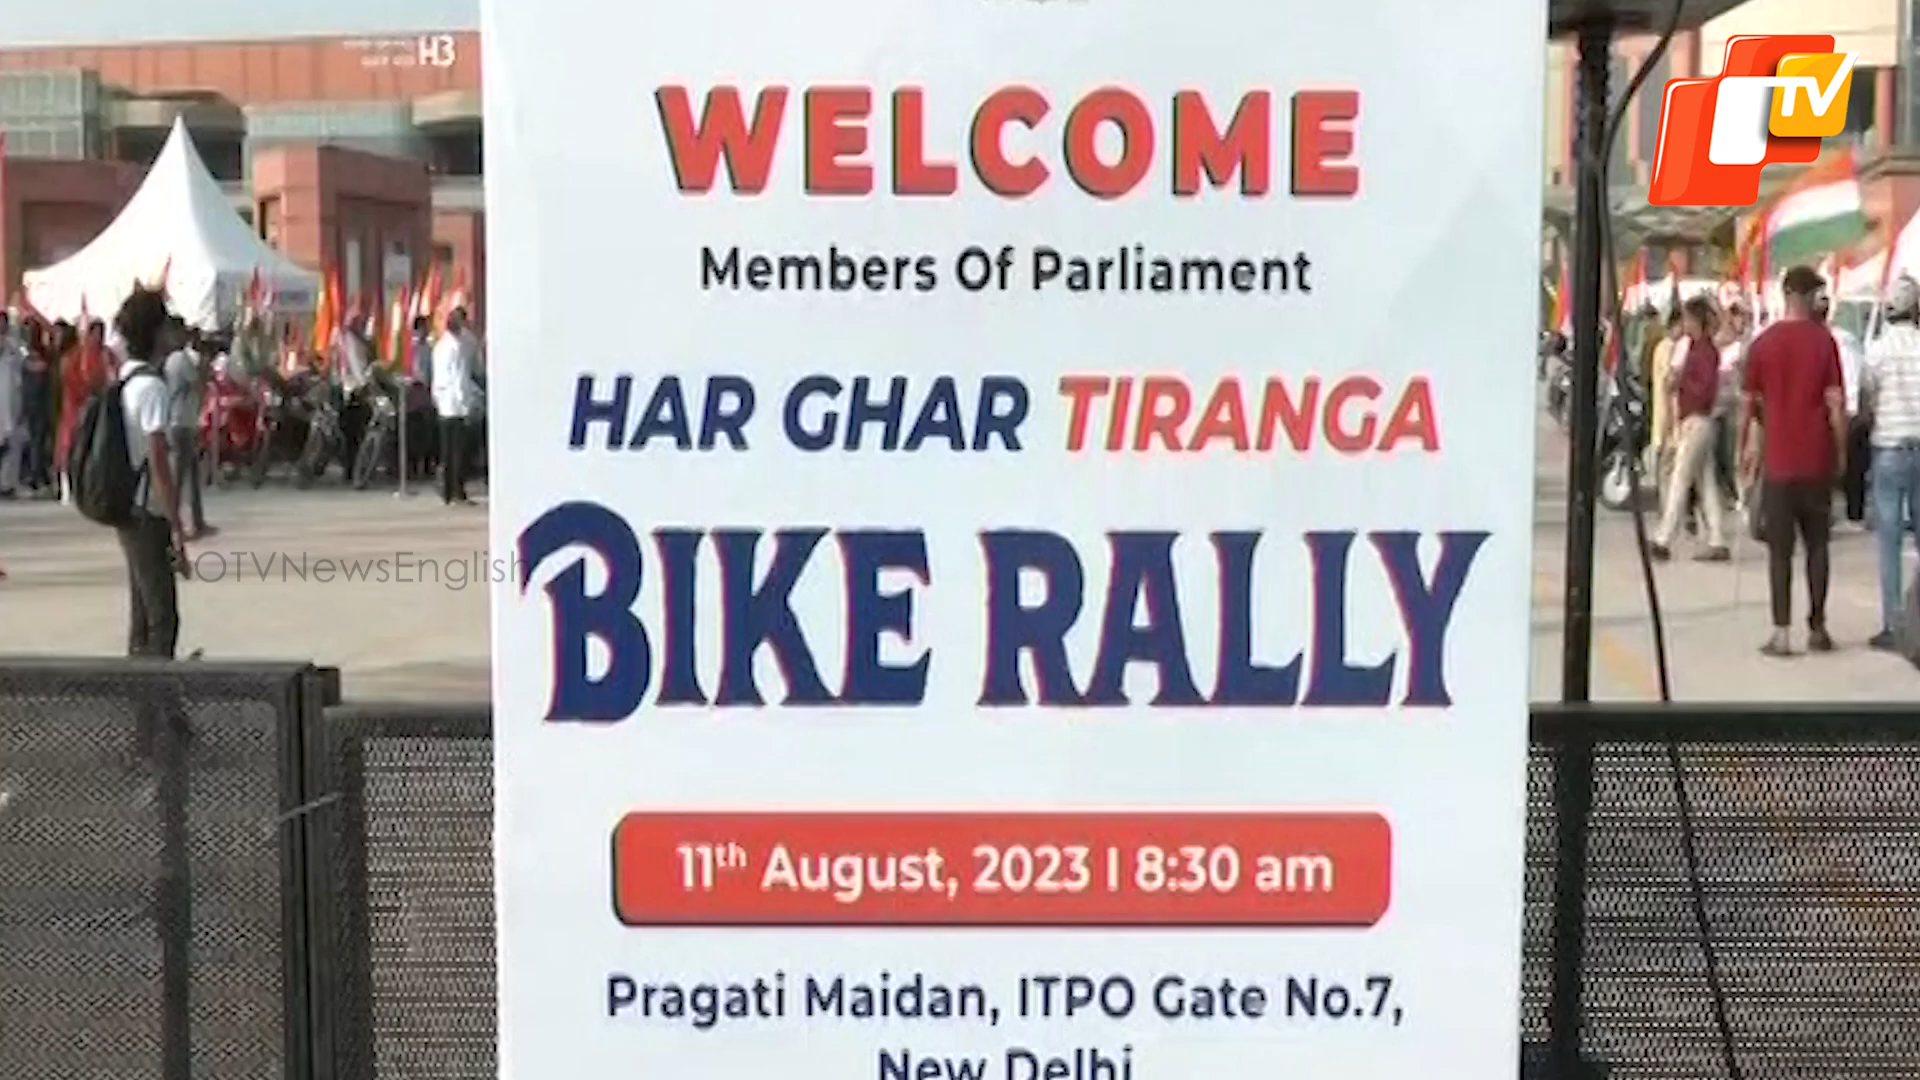 H3
TV
WELCOME
Members Of Parliament
HAR GHAR TIRANGA
BIKE RALLY
OTVNewsEnglish
11th August, 2023 I 8:30 am
Pragati Maidan, ITPO Gate No.7,
New Delhi